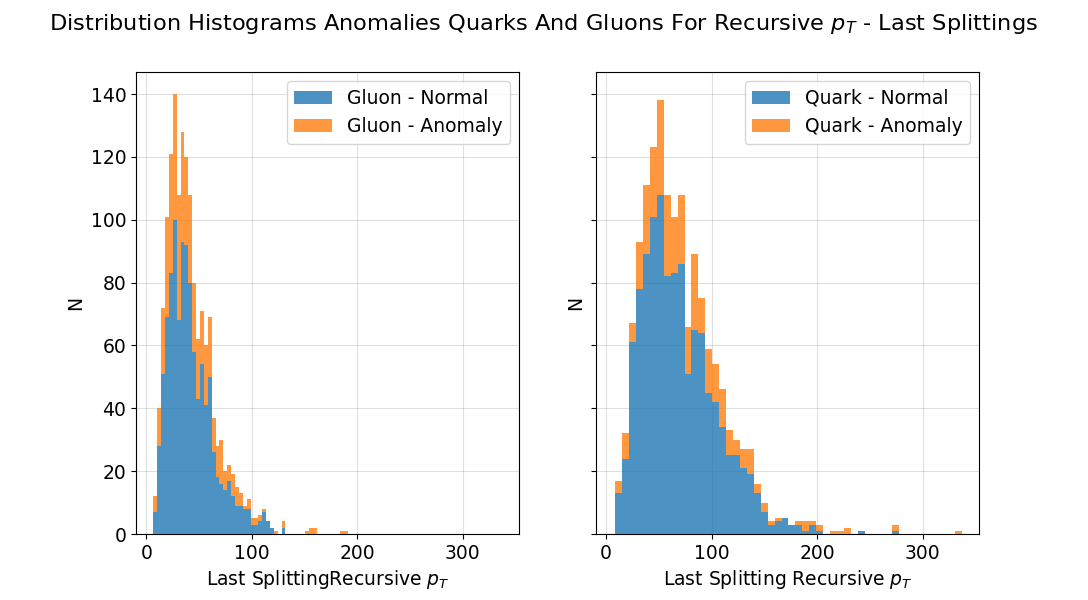 Distribution Histograms Anomalies Quarks And Gluons For Recursive $p_T$ - Last Splittings
Gluon - Normal
Gluon - Anomaly
140
120
100
80
60
40
20
0
N
0 100 200 300
Last SplittingRecursive $p_T$
Quark - Normal
Quark - Anomaly
N
0 100 200 300
Last Splitting Recursive $p_T$